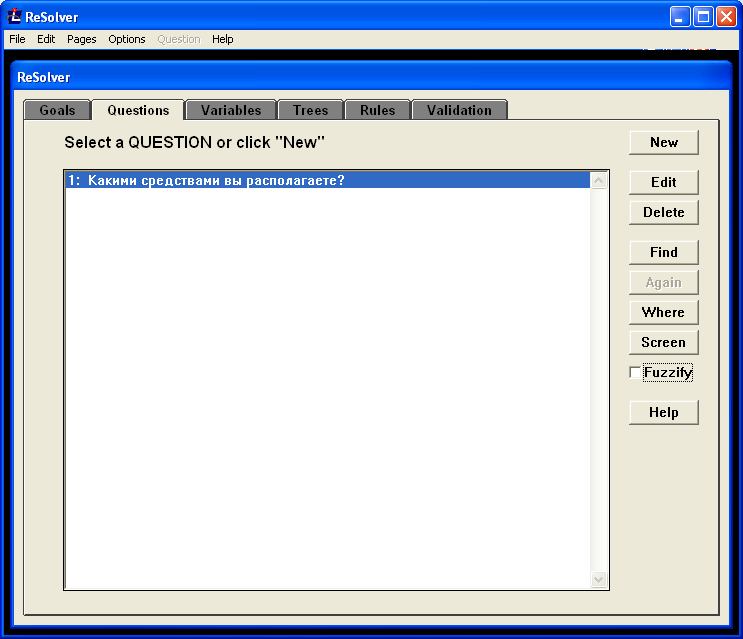 ReSolver
File Edit Pages Options Question Help
ReSolver
Goals Questions Variables Trees Rules Validation
Select a QUESTION or click "New"
New
1: Какими средствами вы располагаете?
Edit
Delete
Find
Again
Where
Screen
Fuzzify
Help